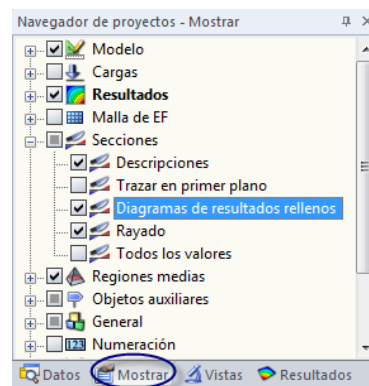 Navegador de proyectos - Mostrar
Modelo
Cargas
Resultados
Malla de EF
Secciones
Descripciones
Trazar en primer plano
Diagramas de resultados rellenos
Rayado
Todos los valores
Regiones medias
Objetos auxiliares
General
123 Numeración
Datos Mostrar Vistas Resultados